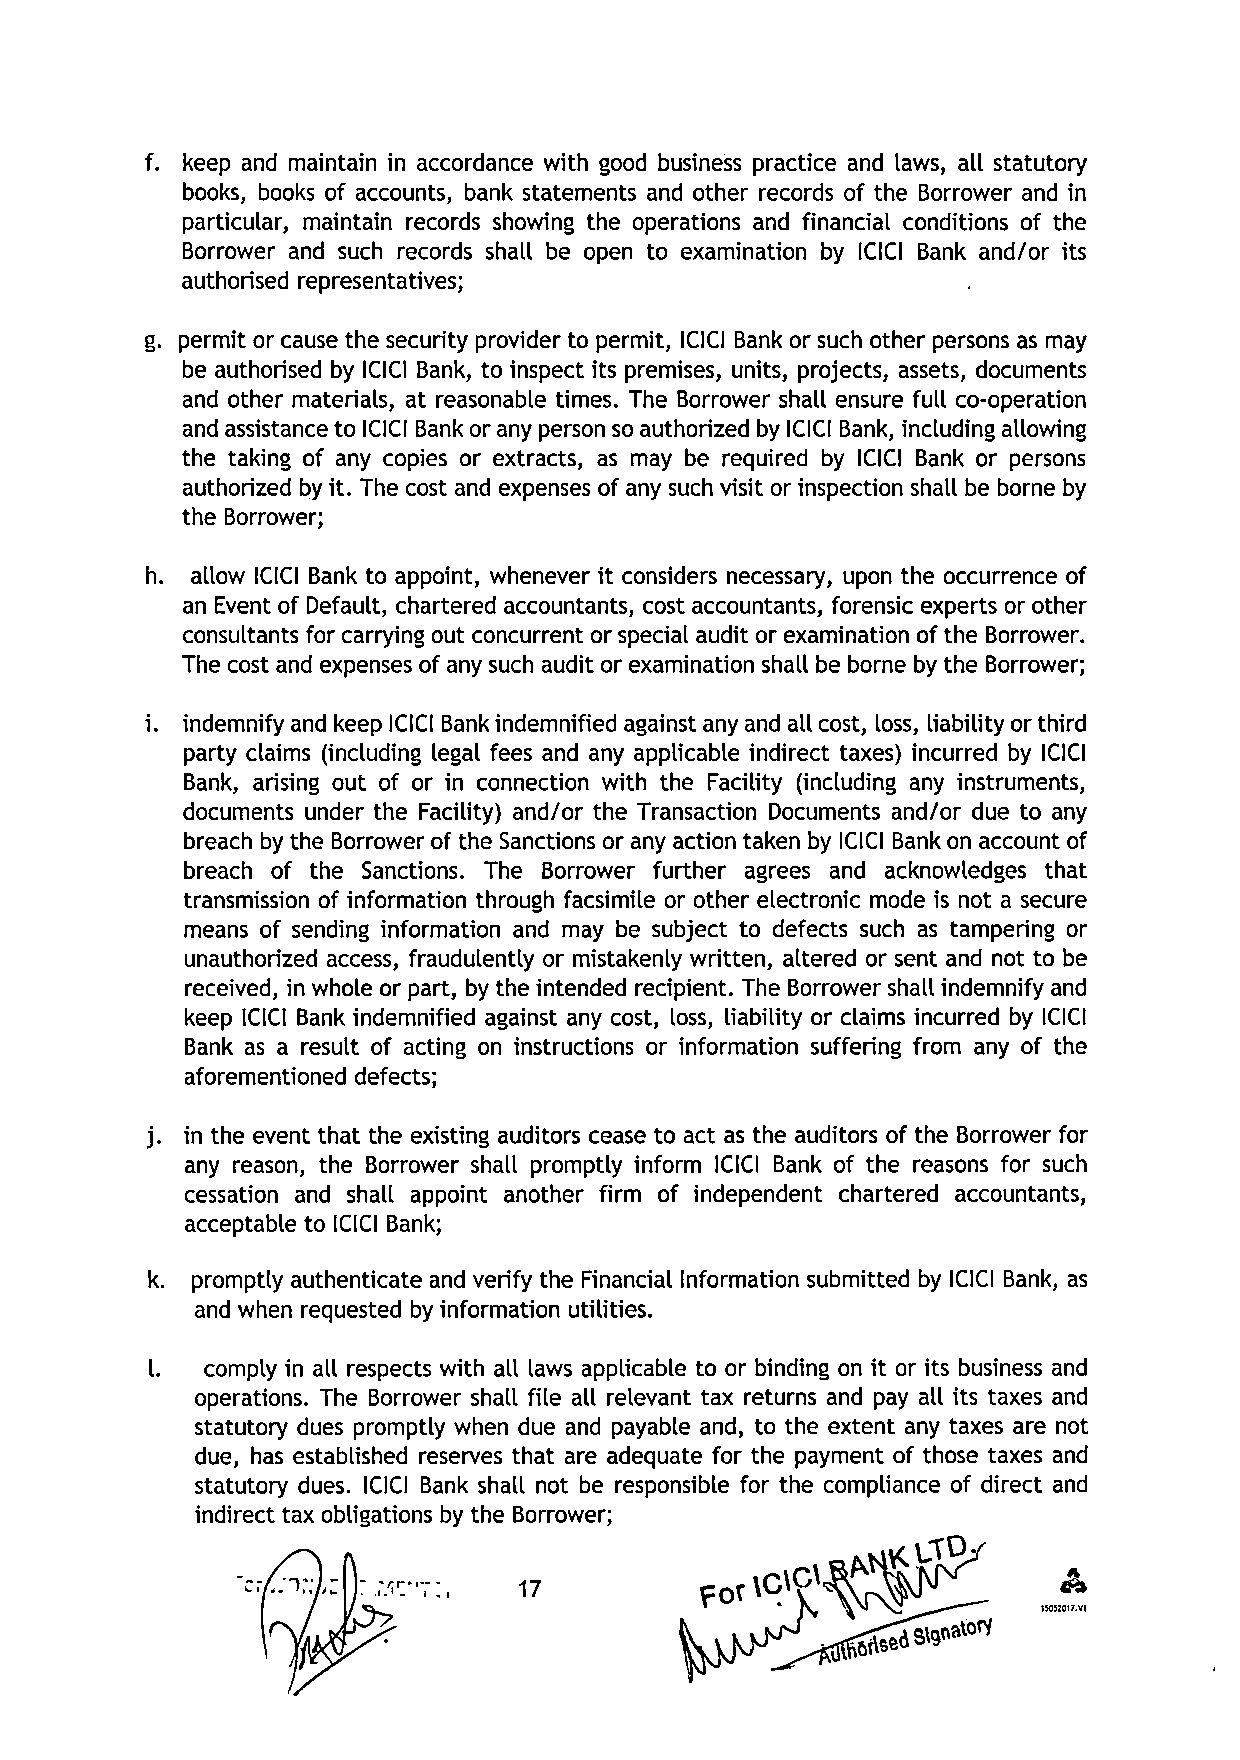 f. keep and maintain in accordance with good business practice and laws, all statutory
books, books of accounts, bank statements and other records of the Borrower and in
particular, maintain records showing the operations and financial conditions of the
Borrower and such records shall be open to examination by ICICI Bank and/or its
authorised representatives;
g. permit or cause the security provider to permit, ICICI Bank or such other persons as may
be authorised by ICICI Bank, to inspect its premises, units, projects, assets, documents
and other materials, at reasonable times. The Borrower shall ensure full co-operation
and assistance to ICICI Bank or any person so authorized by ICICI Bank, including allowing
the taking of any copies or extracts, as may be required by ICICI Bank or persons
authorized by it. The cost and expenses of any such visit or inspection shall be borne by
the Borrower;
h. allow ICICI Bank to appoint, whenever it considers necessary, upon the occurrence of
an Event of Default, chartered accountants, cost accountants, forensic experts or other
consultants for carrying out concurrent or special audit or examination of the Borrower.
The cost and expenses of any such audit or examination shall be borne by the Borrower;
i. indemnify and keep ICICI Bank indemnified against any and all cost, loss, liability or third
party claims (including legal fees and any applicable indirect taxes) incurred by ICICI
Bank, arising out of or in connection with the Facility (including any instruments,
documents under the Facility) and/or the Transaction Documents and/or due to any
breach by the Borrower of the Sanctions or any action taken by ICICI Bank on account of
breach of the Sanctions. The Borrower further agrees and acknowledges that
transmission of information through facsimile or other electronic mode is not a secure
means of sending information and may be subject to defects such as tampering or
unauthorized access, fraudulently or mistakenly written, altered or sent and not to be
received, in whole or part, by the intended recipient. The Borrower shall indemnify and
keep ICICI Bank indemnified against any cost, loss, liability or claims incurred by ICICI
Bank as a result of acting on instructions or information suffering from any of the
aforementioned defects;
j. in the event that the existing auditors cease to act as the auditors of the Borrower for
any reason, the Borrower shall promptly inform ICICI Bank of the reasons for such
cessation and shall appoint another firm of independent chartered accountants,
acceptable to ICICI Bank;
k. promptly authenticate and verify the Financial Information submitted by ICICI Bank, as
and when requested by information utilities.
l. comply in all respects with all laws applicable to or binding on it or its business and
operations. The Borrower shall file all relevant tax returns and pay all its taxes and
statutory dues promptly when due and payable and, to the extent any taxes are not
due, has established reserves that are adequate for the payment of those taxes and
statutory dues. ICICI Bank shall not be responsible for the compliance of direct and
indirect tax obligations by the Borrower;
17
For ICICI BANK LTD.
Authorised Signatory
15052017.V1